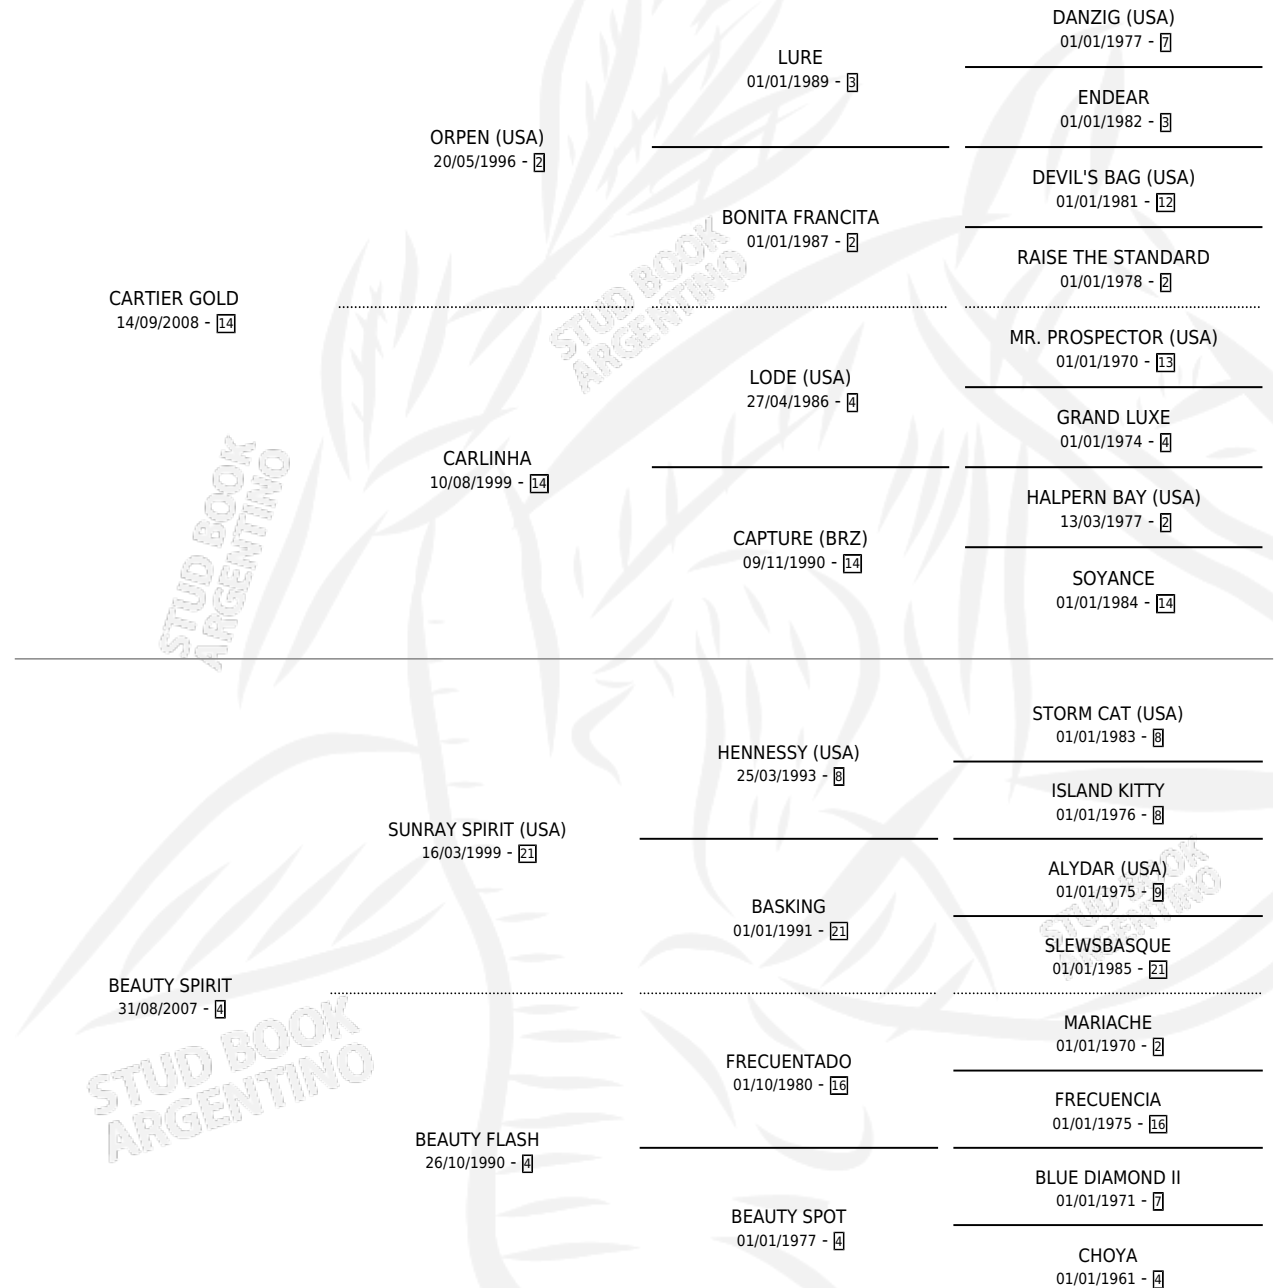 DANZIG (USA)
01/01/1977 - 7
LURE
01/01/1989 - 3
ENDEAR
01/01/1982 - 3
ORPEN (USA)
20/05/1996 - 2
DEVIL'S BAG (USA)
01/01/1981 - 12
BONITA FRANCITA
01/01/1987 - 2
RAISE THE STANDARD
01/01/1978 - 2
CARTIER GOLD
14/09/2008 - 14
STUD BOOK
ARGENTINO
MR. PROSPECTOR (USA)
01/01/1970 - 13
LODE (USA)
27/04/1986 - 4
GRAND LUXE
01/01/1974 - 4
CARLINHA
10/08/1999 - 14
HALPERN BAY (USA)
13/03/1977 - 2
CAPTURE (BRZ)
09/11/1990 - 14
SOYANCE
01/01/1984 - 14
STUD BOOK
ARGENTINO
STORM CAT (USA)
01/01/1983 - 8
HENNESSY (USA)
25/03/1993 - 8
ISLAND KITTY
01/01/1976 - 8
SUNRAY SPIRIT (USA)
16/03/1999 - 21
ALYDAR (USA)
01/01/1975 - 9
BASKING
01/01/1991 - 21
STUD BOOK
ARGENTINO
SLEWSBASQUE
01/01/1985 - 21
BEAUTY SPIRIT
31/08/2007 - 4
MARIACHE
01/01/1970 - 2
FRECUENTADO
01/10/1980 - 16
FRECUENCIA
01/01/1975 - 16
STUD BOOK
ARGENTINO
BEAUTY FLASH
26/10/1990 - 4
BLUE DIAMOND II
01/01/1971 - 7
BEAUTY SPOT
01/01/1977 - 4
CHOYA
01/01/1961 - 4